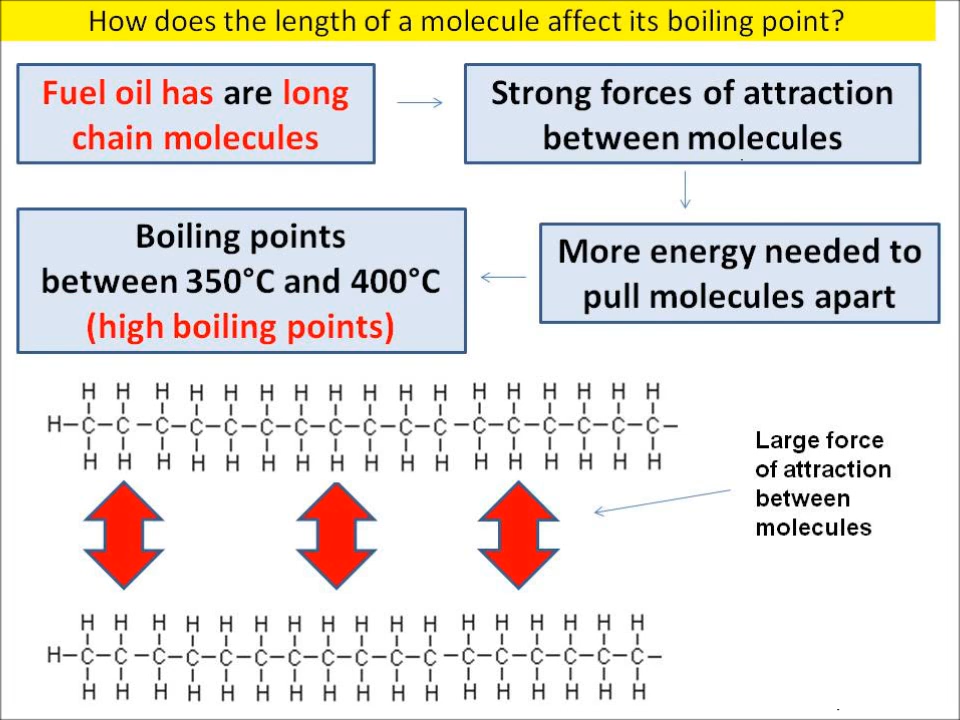 How does the length of a molecule affect its boiling point?
Fuel oil has are long
chain molecules
Strong forces of attraction
between molecules
More energy needed to
pull molecules apart
Boiling points
between 350°C and 400°C
(high boiling points)
H H H H H H H H H H H H H H H H H
H–C–C–C–C–C–C–C–C–C–C–C–C–C–C–C–C–C–
H H H H H H H H H H H H H H H H H
Large force
of attraction
between
molecules
H H H H H H H H H H H H H H H H H
H–C–C–C–C–C–C–C–C–C–C–C–C–C–C–C–C–C–
H H H H H H H H H H H H H H H H H